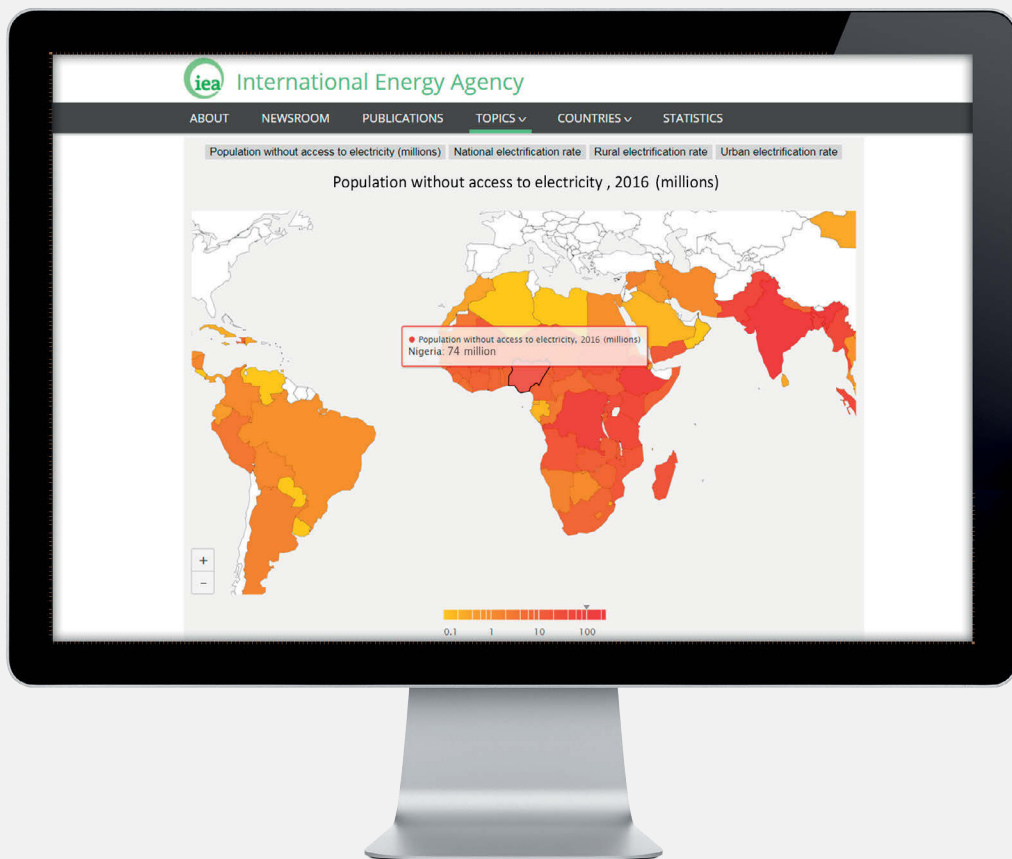 iea International Energy Agency
ABOUT NEWSROOM PUBLICATIONS TOPICS COUNTRIES STATISTICS
Population without access to electricity (millions) National electrification rate Rural electrification rate Urban electrification rate
Population without access to electricity , 2016 (millions)
Population without access to electricity, 2016 (millions)
Nigeria: 74 million
+
−
0.1 1 10 100